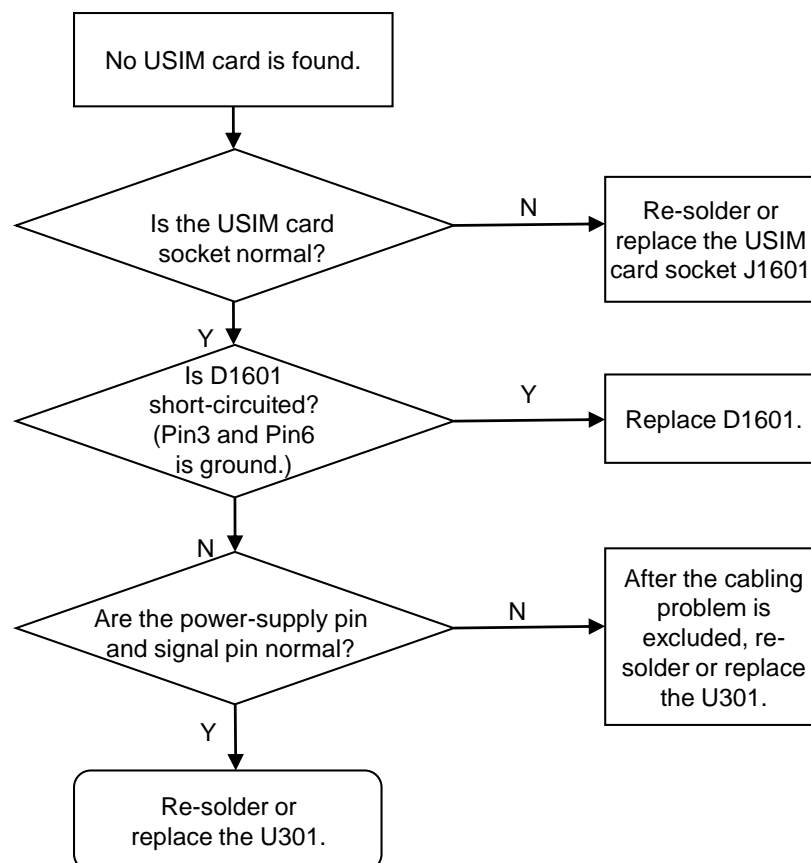 No USIM card is found.
Is the USIM card
socket normal?
N
Re-solder or
replace the USIM
card socket J1601
Y
Is D1601
short-circuited?
(Pin3 and Pin6
is ground.)
Y
Replace D1601.
N
Are the power-supply pin
and signal pin normal?
N
After the cabling
problem is
excluded, re-
solder or replace
the U301.
Y
Re-solder or
replace the U301.